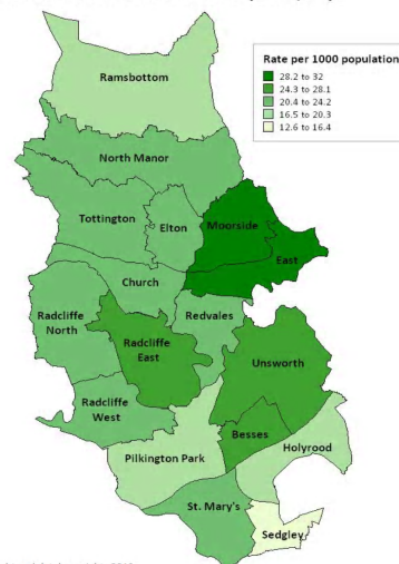 Rate per 1000 population
28.2 to 32
24.3 to 28.1
20.4 to 24.2
16.5 to 20.3
12.6 to 16.4
Ramsbottom
North Manor
Tottington
Elton
Moorside
East
Church
Radcliffe
North
Redvales
Radcliffe
East
Unsworth
Radcliffe
West
Besses
Holyrood
Pilkington Park
St. Mary's
Sedgley